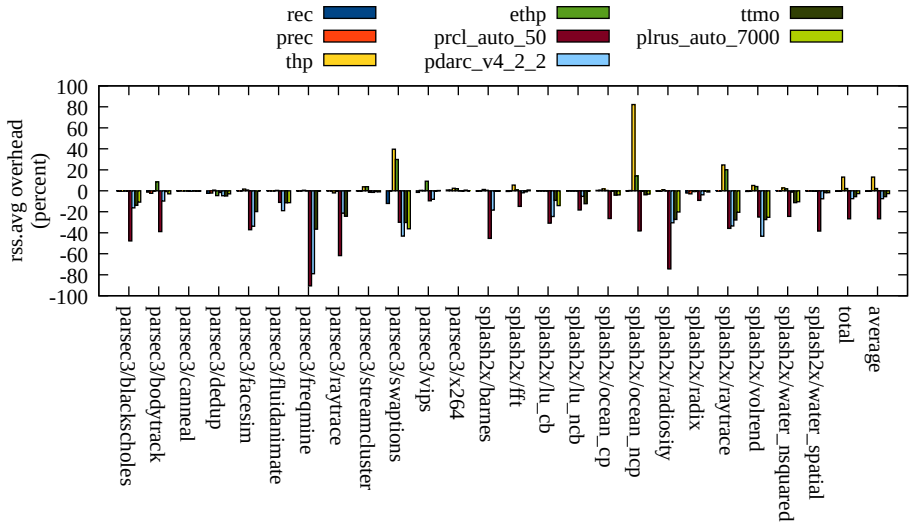 rec
prec
thp
ethp
prcl_auto_50
pdarc_v4_2_2
ttmo
plrus_auto_7000
rss.avg overhead
(percent)
100
80
60
40
20
0
-20
-40
-60
-80
-100
parsec3/blackscholes
parsec3/bodytrack
parsec3/canneal
parsec3/dedup
parsec3/facesim
parsec3/fluidanimate
parsec3/freqmine
parsec3/raytrace
parsec3/streamcluster
parsec3/swaptions
parsec3/vips
parsec3/x264
splash2x/barnes
splash2x/fft
splash2x/lu_cb
splash2x/lu_ncb
splash2x/ocean_cp
splash2x/ocean_ncp
splash2x/radiosity
splash2x/radix
splash2x/raytrace
splash2x/volrend
splash2x/water_nsquared
splash2x/water_spatial
total
average